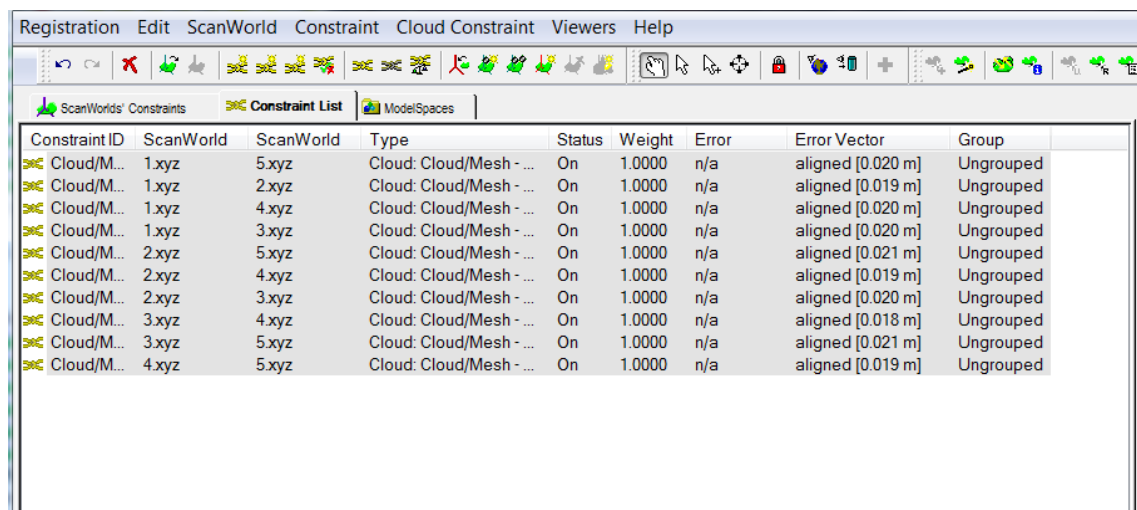 Registration Edit ScanWorld Constraint Cloud Constraint Viewers Help
ScanWorlds' Constraints Constraint List ModelSpaces
Constraint ID ScanWorld ScanWorld Type Status Weight Error Error Vector Group
Cloud/M... 1.xyz 5.xyz Cloud: Cloud/Mesh - ... On 1.0000 n/a aligned [0.020 m] Ungrouped
Cloud/M... 1.xyz 2.xyz Cloud: Cloud/Mesh - ... On 1.0000 n/a aligned [0.019 m] Ungrouped
Cloud/M... 1.xyz 4.xyz Cloud: Cloud/Mesh - ... On 1.0000 n/a aligned [0.020 m] Ungrouped
Cloud/M... 1.xyz 3.xyz Cloud: Cloud/Mesh - ... On 1.0000 n/a aligned [0.020 m] Ungrouped
Cloud/M... 2.xyz 5.xyz Cloud: Cloud/Mesh - ... On 1.0000 n/a aligned [0.021 m] Ungrouped
Cloud/M... 2.xyz 4.xyz Cloud: Cloud/Mesh - ... On 1.0000 n/a aligned [0.019 m] Ungrouped
Cloud/M... 2.xyz 3.xyz Cloud: Cloud/Mesh - ... On 1.0000 n/a aligned [0.020 m] Ungrouped
Cloud/M... 3.xyz 4.xyz Cloud: Cloud/Mesh - ... On 1.0000 n/a aligned [0.018 m] Ungrouped
Cloud/M... 3.xyz 5.xyz Cloud: Cloud/Mesh - ... On 1.0000 n/a aligned [0.021 m] Ungrouped
Cloud/M... 4.xyz 5.xyz Cloud: Cloud/Mesh - ... On 1.0000 n/a aligned [0.019 m] Ungrouped